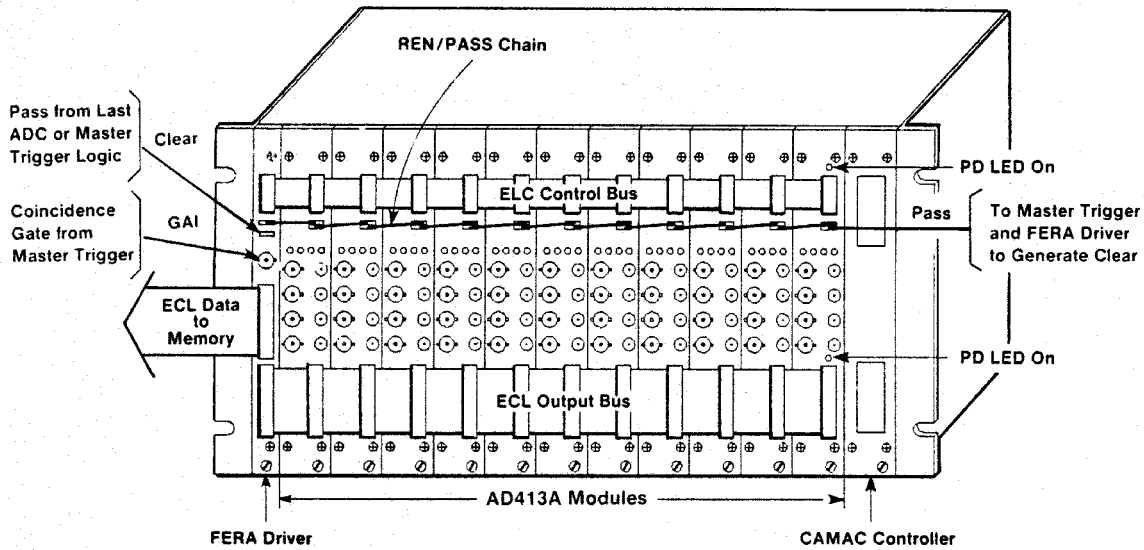 REN/PASS Chain
Pass from Last
ADC or Master
Trigger Logic
Clear
PD LED On
ELC Control Bus
Coincidence
Gate from
Master Trigger
GAI
Pass
To Master Trigger
and FERA Driver
to Generate Clear
ECL Data
to
Memory
PD LED On
ECL Output Bus
AD413A Modules
FERA Driver
CAMAC Controller